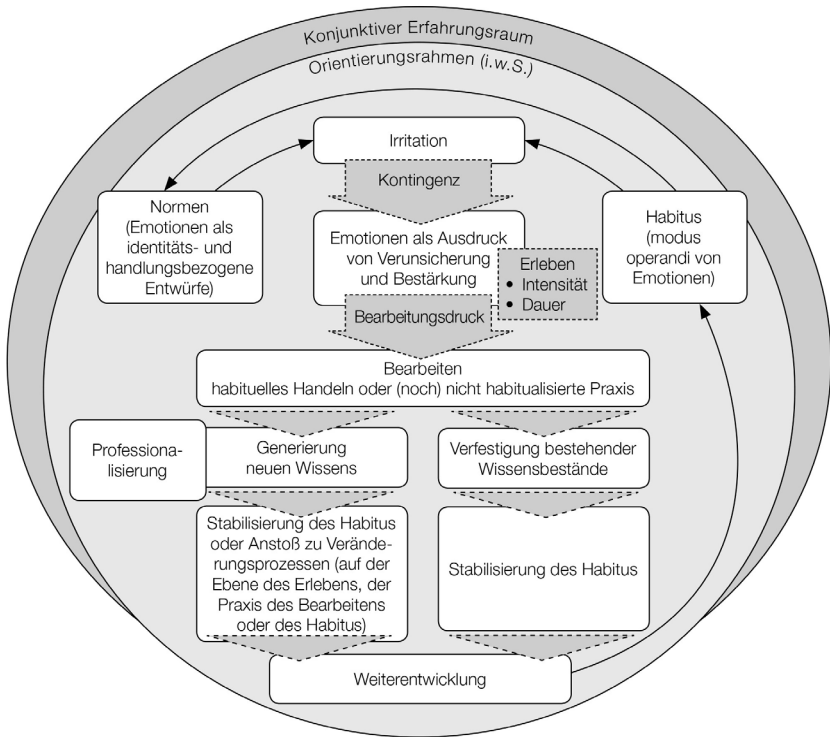 Konjunktiver Erfahrungsraum
Orientierungsrahmen (i.w.S.)
Irritation
Kontingenz
Normen
(Emotionen als
identitäts- und
handlungsbezogene
Entwürfe)
Emotionen als Ausdruck
von Verunsicherung
und Bestärkung
Erleben
• Intensität
• Dauer
Habitus
(modus
operandi von
Emotionen)
Bearbeitungsdruck
Bearbeiten
habituelles Handeln oder (noch) nicht habitualisierte Praxis
Professiona-
lisierung
Generierung
neuen Wissens
Verfestigung bestehender
Wissensbestände
Stabilisierung des Habitus
oder Anstoß zu Verände-
rungsprozessen (auf der
Ebene des Erlebens, der
Praxis des Bearbeitens
oder des Habitus)
Stabilisierung des Habitus
Weiterentwicklung